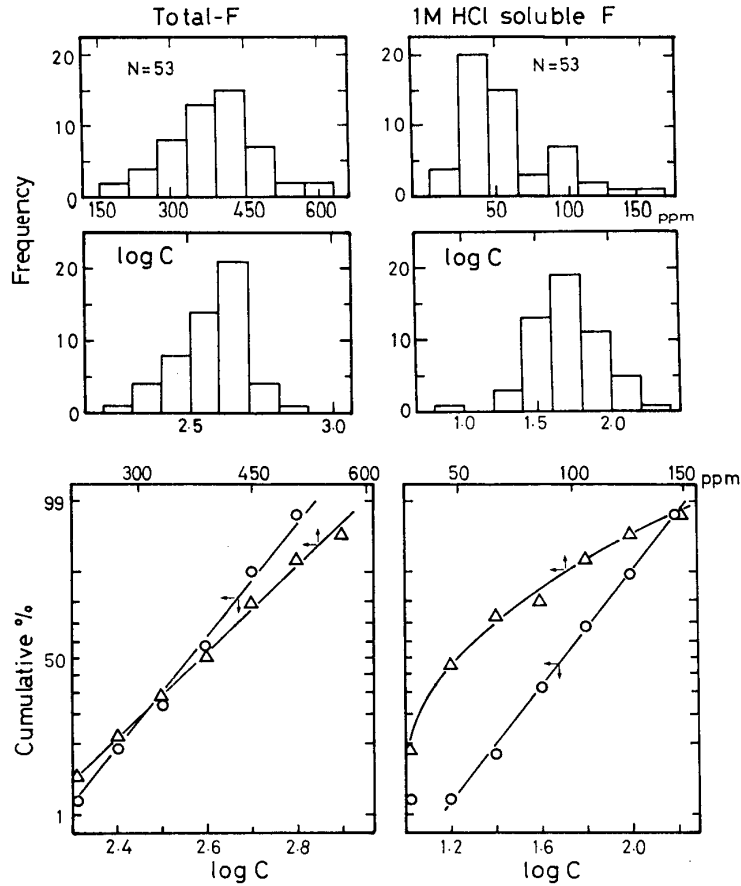 Total-F 1M HCl soluble F
20 N=53 20 N=53
10 10
0 0
150 300 450 600 50 100 150 ppm
Frequency
log C log C
20 20
10 10
0 0
2.5 3.0 1.0 1.5 2.0
300 450 600 50 100 150 ppm
99
50
1
Cumulative %
2.4 2.6 2.8 1.2 1.6 2.0
log C log C